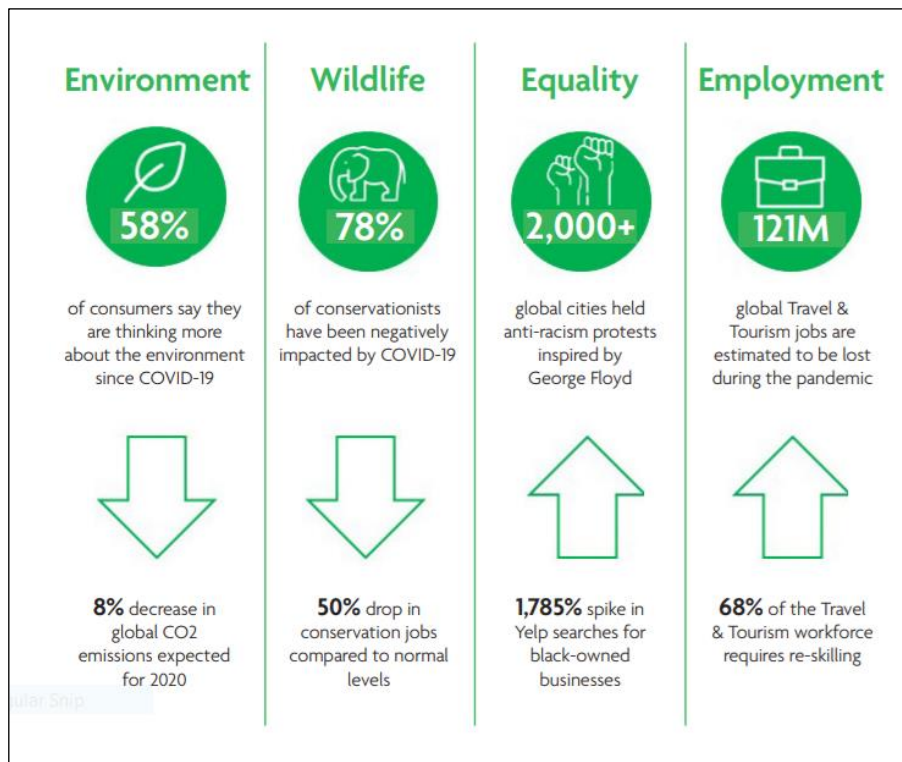 Environment
58%
of consumers say they
are thinking more
about the environment
since COVID-19
8% decrease in
global CO2
emissions expected
for 2020
Wildlife
78%
of conservationists
have been negatively
impacted by COVID-19
50% drop in
conservation jobs
compared to normal
levels
Equality
2,000+
global cities held
anti-racism protests
inspired by
George Floyd
1,785% spike in
Yelp searches for
black-owned
businesses
Employment
121M
global Travel &
Tourism jobs are
estimated to be lost
during the pandemic
68% of the Travel
& Tourism workforce
requires re-skilling
ular Snip